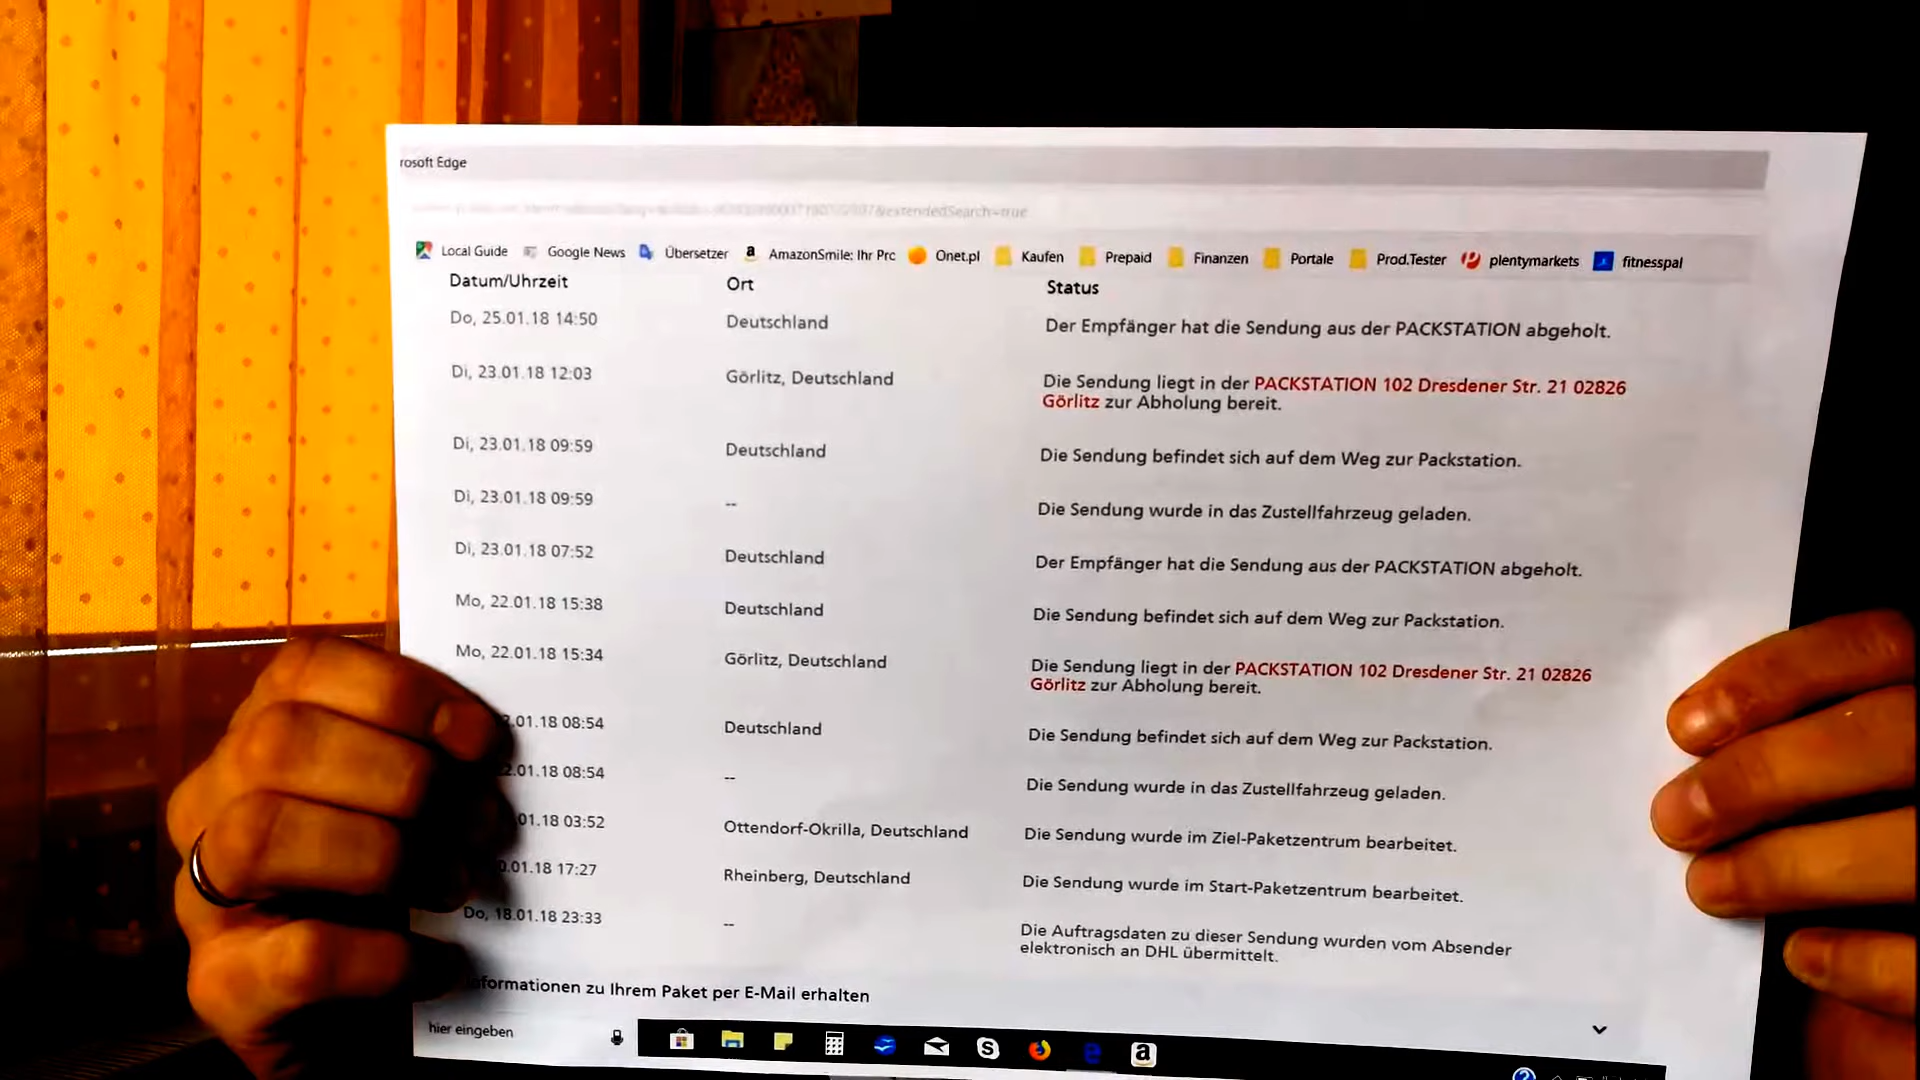 rosoft Edge
&extendedSearch=true
Local Guide Google News Übersetzer AmazonSmile: Ihr Prc Onet.pl Kaufen Prepaid Finanzen Portale Prod.Tester plentymarkets fitnesspal
Datum/Uhrzeit Ort Status
Do, 25.01.18 14:50 Deutschland Der Empfänger hat die Sendung aus der PACKSTATION abgeholt.
Di, 23.01.18 12:03 Görlitz, Deutschland Die Sendung liegt in der PACKSTATION 102 Dresdener Str. 21 02826
Görlitz zur Abholung bereit.
Di, 23.01.18 09:59 Deutschland Die Sendung befindet sich auf dem Weg zur Packstation.
Di, 23.01.18 09:59 -- Die Sendung wurde in das Zustellfahrzeug geladen.
Di, 23.01.18 07:52 Deutschland Der Empfänger hat die Sendung aus der PACKSTATION abgeholt.
Mo, 22.01.18 15:38 Deutschland Die Sendung befindet sich auf dem Weg zur Packstation.
Mo, 22.01.18 15:34 Görlitz, Deutschland Die Sendung liegt in der PACKSTATION 102 Dresdener Str. 21 02826
Görlitz zur Abholung bereit.
.01.18 08:54 Deutschland Die Sendung befindet sich auf dem Weg zur Packstation.
2.01.18 08:54 -- Die Sendung wurde in das Zustellfahrzeug geladen.
01.18 03:52 Ottendorf-Okrilla, Deutschland Die Sendung wurde im Ziel-Paketzentrum bearbeitet.
0.01.18 17:27 Rheinberg, Deutschland Die Sendung wurde im Start-Paketzentrum bearbeitet.
Do, 18.01.18 23:33 -- Die Auftragsdaten zu dieser Sendung wurden vom Absender
elektronisch an DHL übermittelt.
nformationen zu Ihrem Paket per E-Mail erhalten
hier eingeben